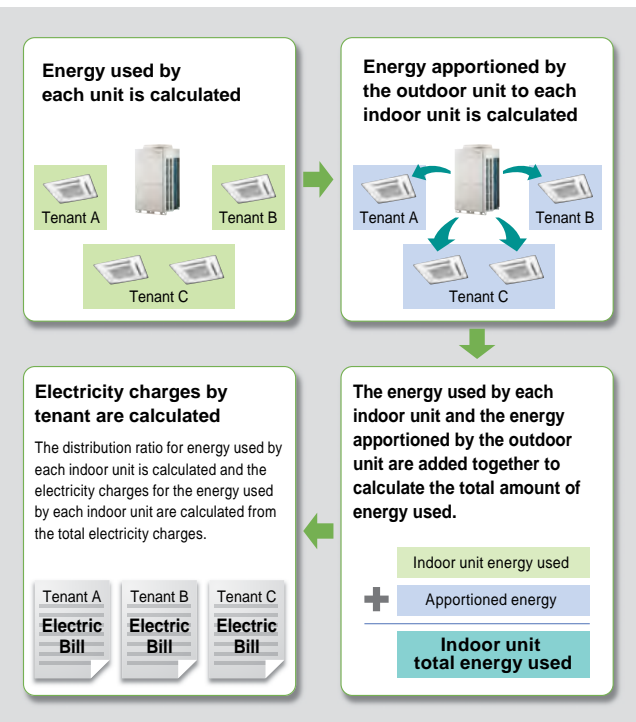 Energy used by
each unit is calculated
Tenant A
Tenant B
Tenant C
Energy apportioned by
the outdoor unit to each
indoor unit is calculated
Tenant A
Tenant B
Tenant C
The energy used by each
indoor unit and the energy
apportioned by the outdoor
unit are added together to
calculate the total amount of
energy used.
Indoor unit energy used
+
Apportioned energy
Indoor unit
total energy used
Electricity charges by
tenant are calculated
The distribution ratio for energy used by
each indoor unit is calculated and the
electricity charges for the energy used
by each indoor unit are calculated from
the total electricity charges.
Tenant A
Electric
Bill
Tenant B
Electric
Bill
Tenant C
Electric
Bill